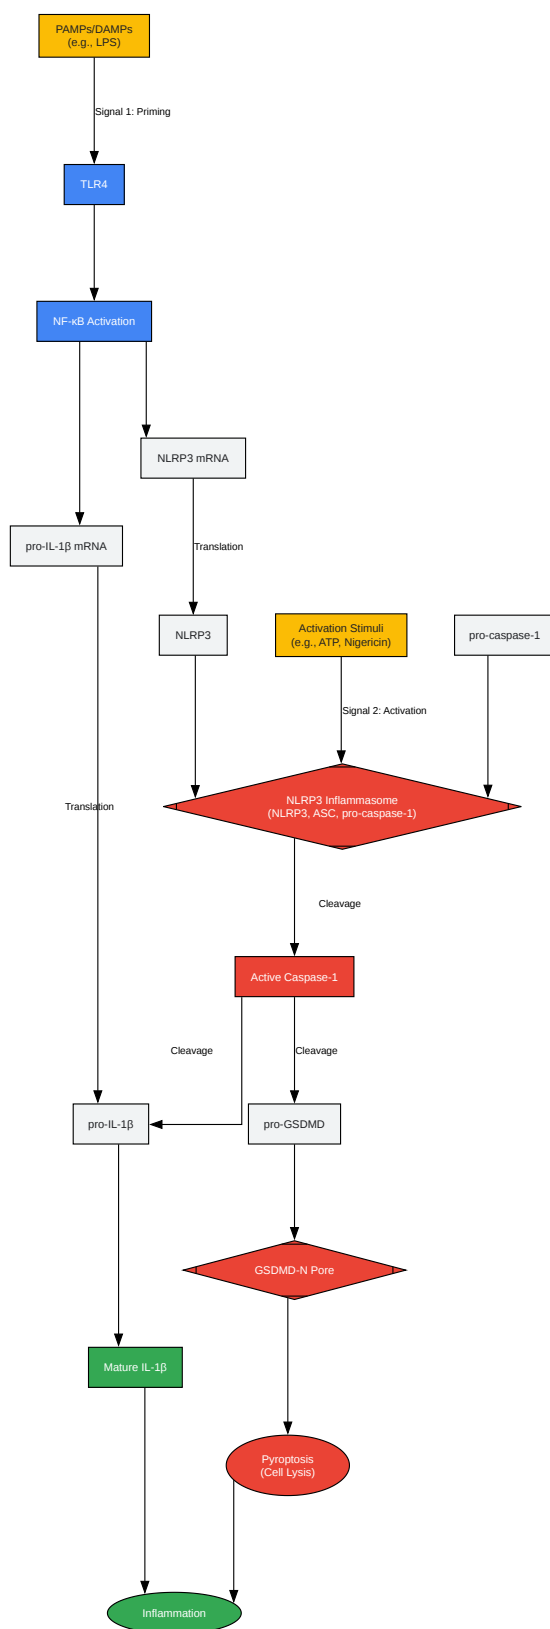 PAMPs/DAMPs
(e.g., LPS)
Signal 1: Priming
TLR4
NF-κB Activation
NLRP3 mRNA
pro-IL-1β mRNA
Translation
NLRP3
Activation Stimuli
(e.g., ATP, Nigericin)
pro-caspase-1
Signal 2: Activation
Translation
NLRP3 Inflammasome
(NLRP3, ASC, pro-caspase-1)
Cleavage
Active Caspase-1
Cleavage
Cleavage
pro-IL-1β
pro-GSDMD
GSDMD-N Pore
Mature IL-1β
Pyroptosis
(Cell Lysis)
Inflammation